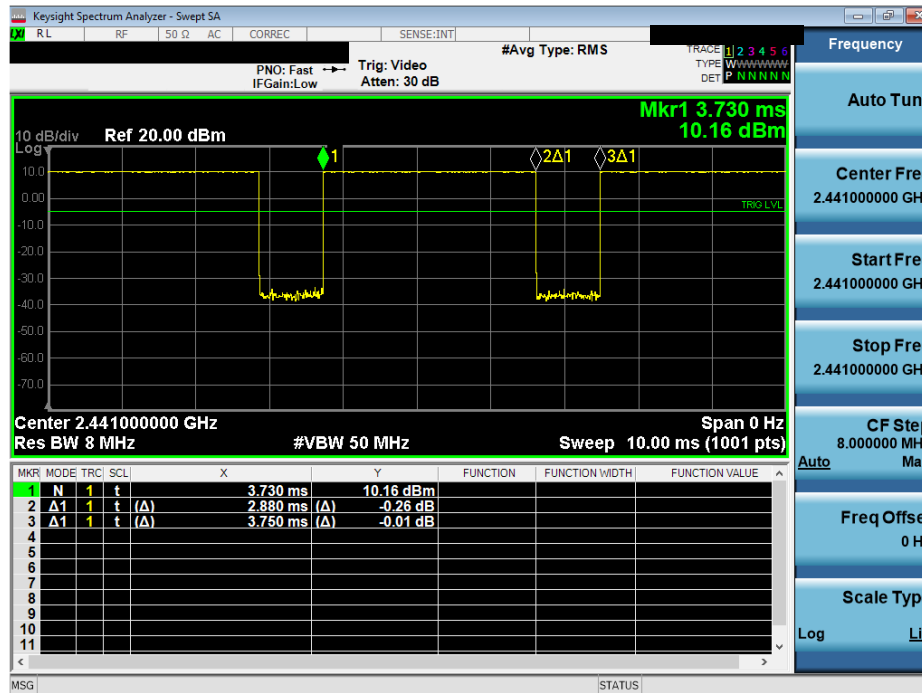 Keysight Spectrum Analyzer - Swept SA
LXI RL RF 50 Ω AC CORREC SENSE:INT
#Avg Type: RMS
TRACE 1 2 3 4 5 6
PNO: Fast Trig: Video TYPE WWWWWW
IFGain:Low Atten: 30 dB DET P N N N N N
Mkr1 3.730 ms
10.16 dBm
10 dB/div Ref 20.00 dBm
Log
1 2Δ1 3Δ1
10.0
0.00
TRIG LVL
-10.0
-20.0
-30.0
-40.0
-50.0
-60.0
-70.0
Center 2.441000000 GHz Span 0 Hz
Res BW 8 MHz #VBW 50 MHz Sweep 10.00 ms (1001 pts)
MKR MODE TRC SCL X Y FUNCTION FUNCTION WIDTH FUNCTION VALUE
1 N 1 t 3.730 ms 10.16 dBm
2 Δ1 1 t (Δ) 2.880 ms (Δ) -0.26 dB
3 Δ1 1 t (Δ) 3.750 ms (Δ) -0.01 dB
4
5
6
7
8
9
10
11
MSG STATUS
Frequency
Auto Tun
Center Fre
2.441000000 GH
Start Fre
2.441000000 GH
Stop Fre
2.441000000 GH
CF Step
8.000000 MH
Auto Ma
Freq Offse
0 H
Scale Typ
Log Li